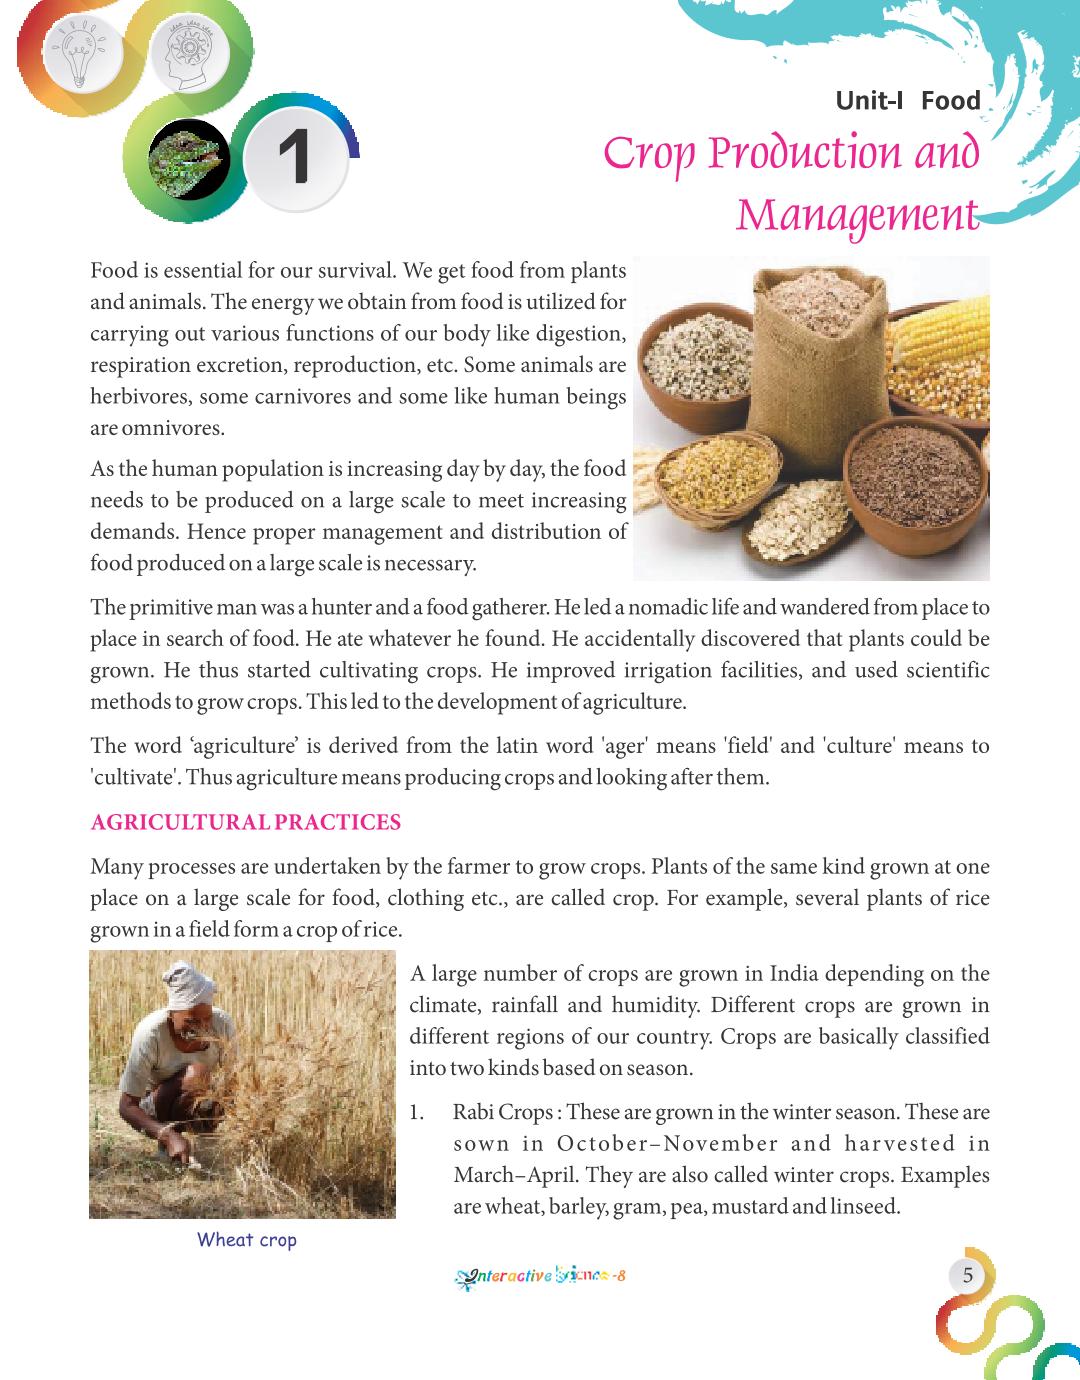 idea idea idea
1
Unit-I Food
Crop Production and
Management
Food is essential for our survival. We get food from plants
and animals. The energy we obtain from food is utilized for
carrying out various functions of our body like digestion,
respiration excretion, reproduction, etc. Some animals are
herbivores, some carnivores and some like human beings
are omnivores.
As the human population is increasing day by day, the food
needs to be produced on a large scale to meet increasing
demands. Hence proper management and distribution of
food produced on a large scale is necessary.
The primitive man was a hunter and a food gatherer. He led a nomadic life and wandered from place to
place in search of food. He ate whatever he found. He accidentally discovered that plants could be
grown. He thus started cultivating crops. He improved irrigation facilities, and used scientific
methods to grow crops. This led to the development of agriculture.
The word ‘agriculture’ is derived from the latin word 'ager' means 'field' and 'culture' means to
'cultivate'. Thus agriculture means producing crops and looking after them.
AGRICULTURAL PRACTICES
Many processes are undertaken by the farmer to grow crops. Plants of the same kind grown at one
place on a large scale for food, clothing etc., are called crop. For example, several plants of rice
grown in a field form a crop of rice.
A large number of crops are grown in India depending on the
climate, rainfall and humidity. Different crops are grown in
different regions of our country. Crops are basically classified
into two kinds based on season.
1. Rabi Crops : These are grown in the winter season. These are
sown in October–November and harvested in
March–April. They are also called winter crops. Examples
are wheat, barley, gram, pea, mustard and linseed.
Wheat crop
Interactive Science -8
5